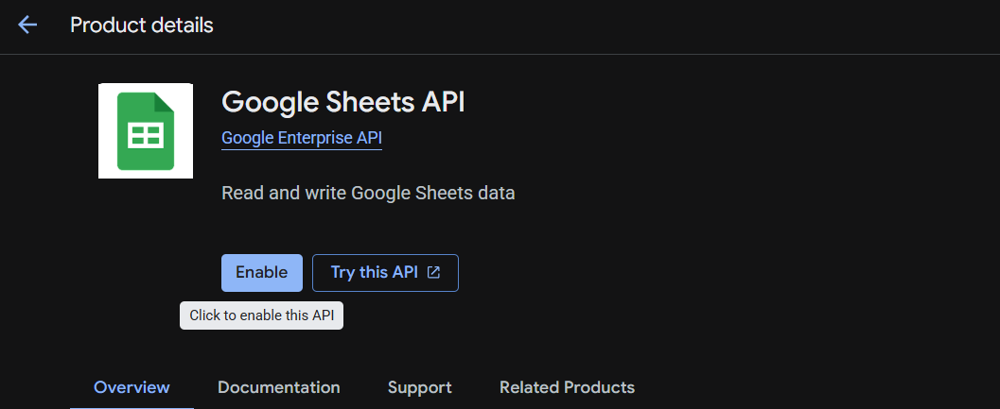 Product details
Google Sheets API
Google Enterprise API
Read and write Google Sheets data
Enable
Try this API
Click to enable this API
Overview
Documentation
Support
Related Products